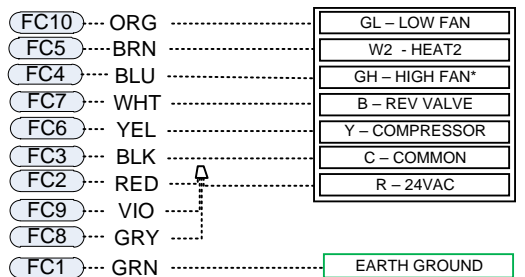 FC10 ORG GL – LOW FAN
FC5 BRN W2 - HEAT2
FC4 BLU GH – HIGH FAN*
FC7 WHT B – REV VALVE
FC6 YEL Y – COMPRESSOR
FC3 BLK C – COMMON
FC2 RED R – 24VAC
FC9 VIO
FC8 GRY
FC1 GRN EARTH GROUND